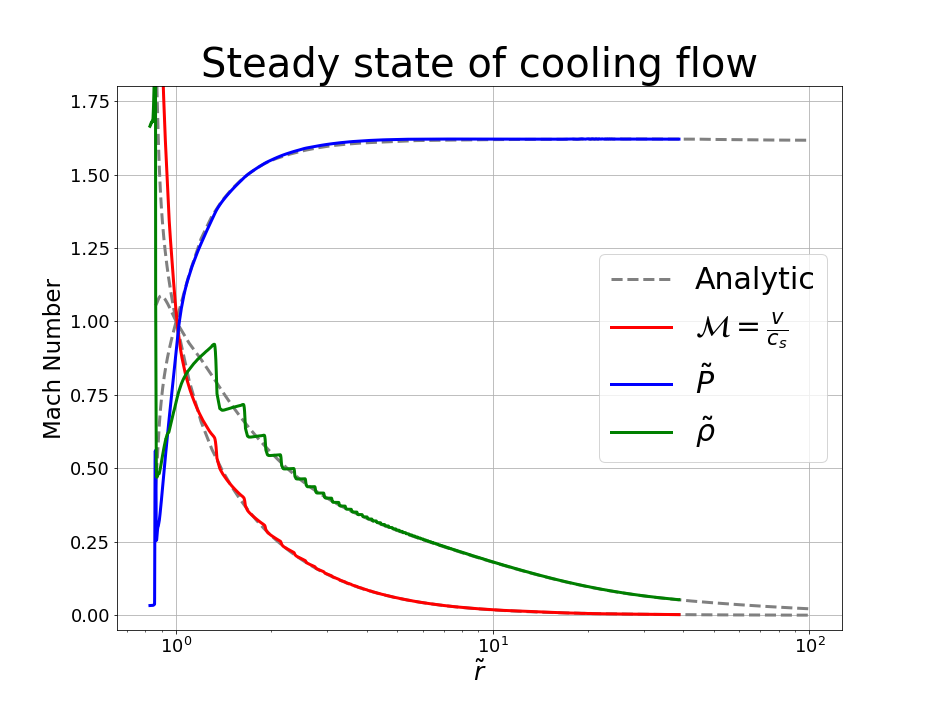 Steady state of cooling flow
Mach Number
1.75
1.50
1.25
1.00
0.75
0.50
0.25
0.00
Analytic
ℳ = v/c_s
P̃
ρ̃
10⁰
10¹
10²
r̃